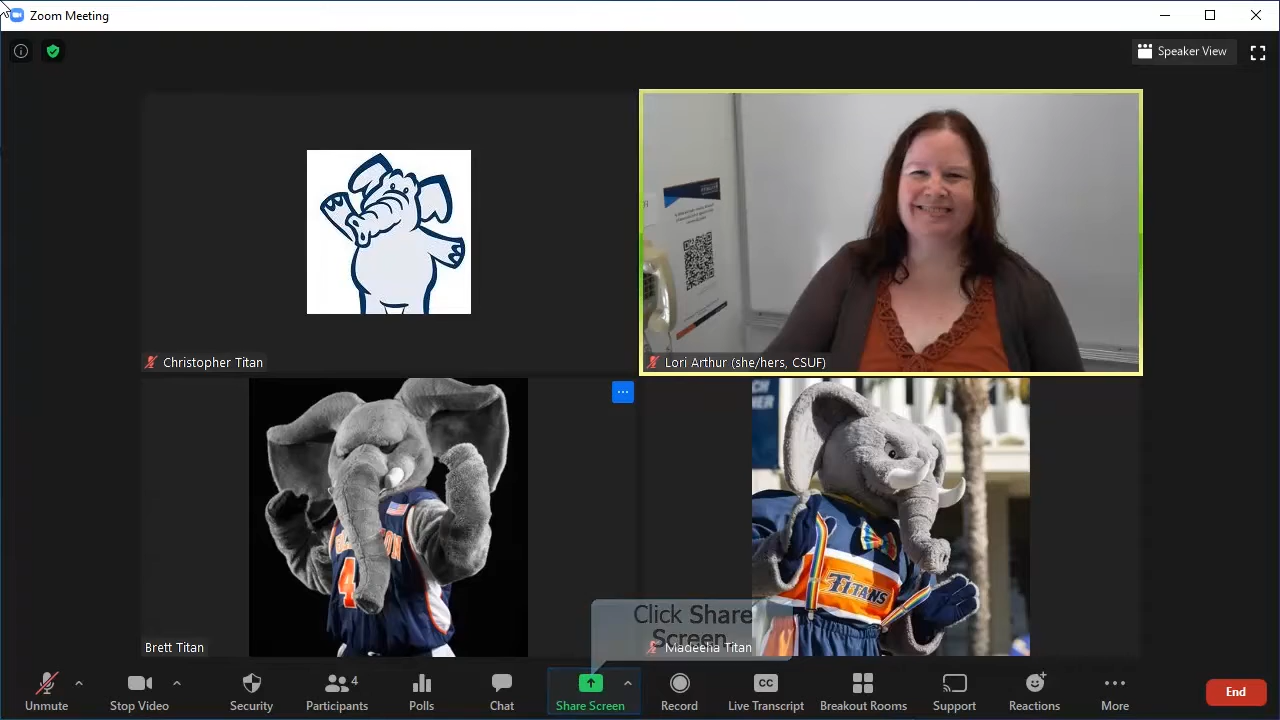 Zoom Meeting
Speaker View
Christopher Titan
Lori Arthur (she/hers, CSUF)
TITANS
Click Share
Screen
Brett Titan
Madeeha Titan
4
Unmute
Stop Video
Security
Participants
Polls
Chat
Share Screen
Record
CC
Live Transcript
Breakout Rooms
Support
Reactions
More
End